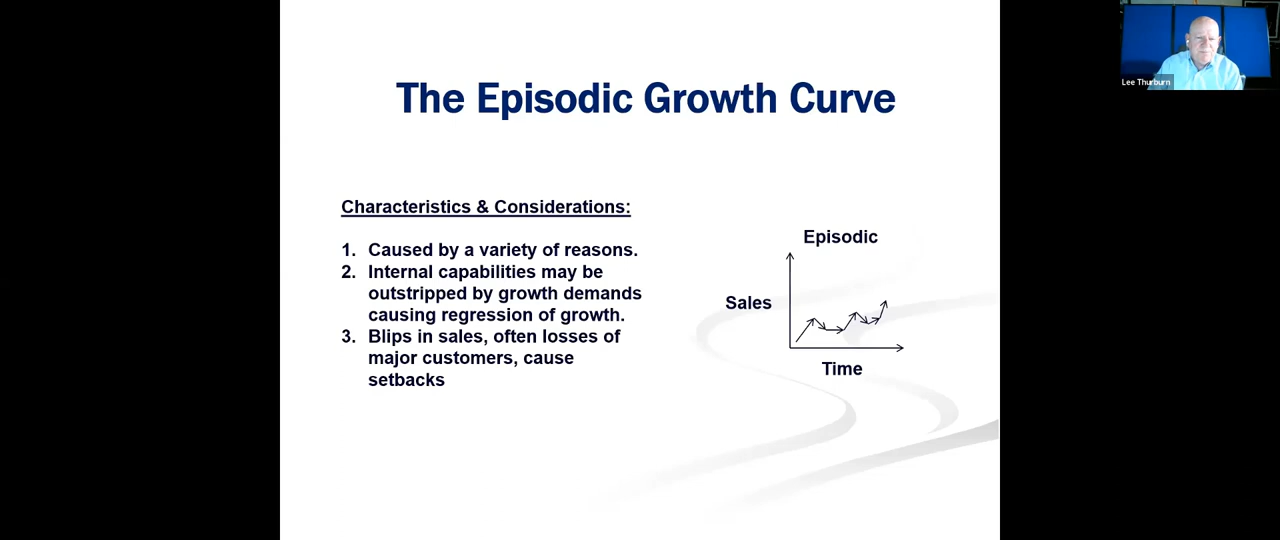 Lee Thurburn
The Episodic Growth Curve
Characteristics & Considerations:
1. Caused by a variety of reasons.
2. Internal capabilities may be
outstripped by growth demands
causing regression of growth.
3. Blips in sales, often losses of
major customers, cause
setbacks
Episodic
Sales
Time